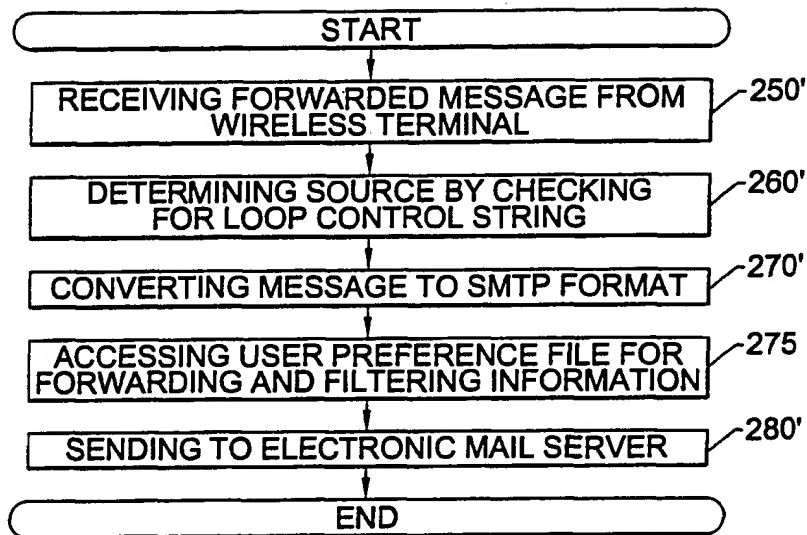 START
RECEIVING FORWARDED MESSAGE FROM
WIRELESS TERMINAL
250'
DETERMINING SOURCE BY CHECKING
FOR LOOP CONTROL STRING
260'
CONVERTING MESSAGE TO SMTP FORMAT
270'
ACCESSING USER PREFERENCE FILE FOR
FORWARDING AND FILTERING INFORMATION
275
SENDING TO ELECTRONIC MAIL SERVER
280'
END